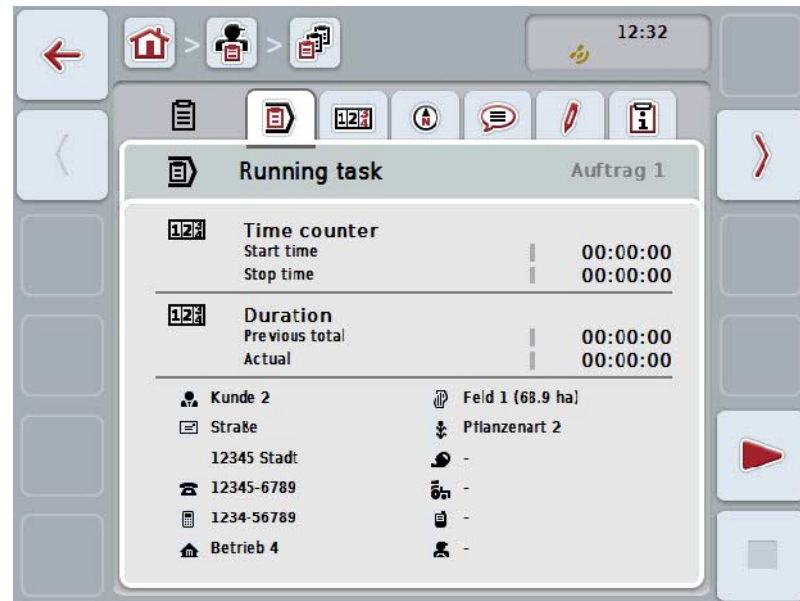 12:32
Running task
Auftrag 1
Time counter
Start time 00:00:00
Stop time 00:00:00
Duration
Previous total 00:00:00
Actual 00:00:00
Kunde 2 Feld 1 (68.9 ha)
Straße Pflanzenart 2
12345 Stadt -
12345-6789 -
1234-56789 -
Betrieb 4 -